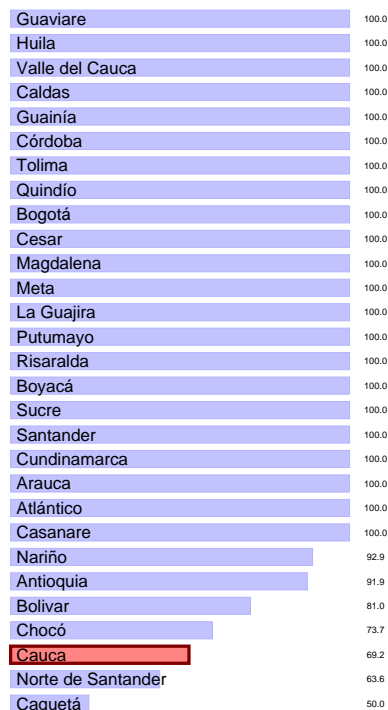 Guaviare 100.0
Huila 100.0
Valle del Cauca 100.0
Caldas 100.0
Guainía 100.0
Córdoba 100.0
Tolima 100.0
Quindío 100.0
Bogotá 100.0
Cesar 100.0
Magdalena 100.0
Meta 100.0
La Guajira 100.0
Putumayo 100.0
Risaralda 100.0
Boyacá 100.0
Sucre 100.0
Santander 100.0
Cundinamarca 100.0
Arauca 100.0
Atlántico 100.0
Casanare 100.0
Nariño 92.9
Antioquia 91.9
Bolivar 81.0
Chocó 73.7
Cauca 69.2
Norte de Santander 63.6
Caquetá 50.0